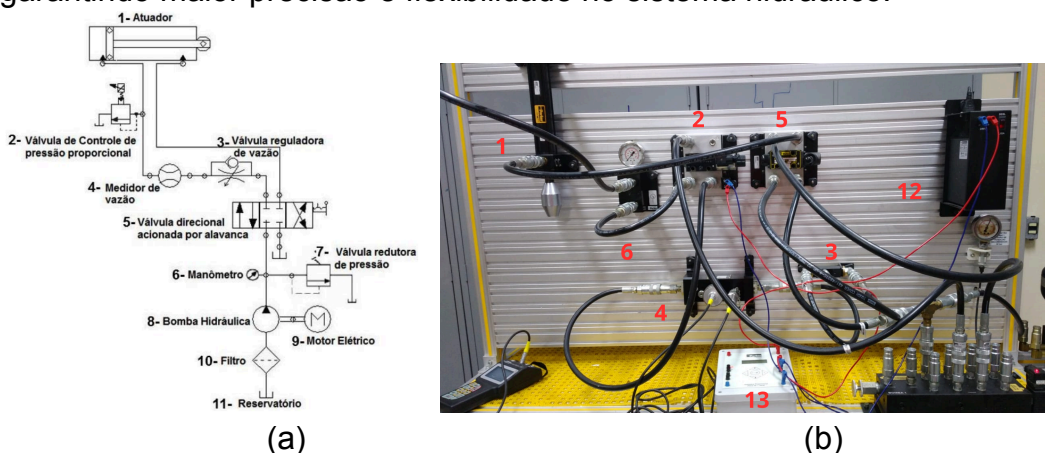 garantindo maior precisão e flexibilidade no sistema hidráulico.
1- Atuador
2- Válvula de Controle de
pressão proporcional
3- Válvula reguladora
de vazão
4- Medidor de
vazão
5- Válvula direcional
acionada por alavanca
6- Manômetro
7- Válvula redutora
de pressão
8- Bomba Hidráulica
M
9- Motor Elétrico
10- Filtro
11- Reservatório
(a)
1
2
5
12
6
3
4
13
(b)